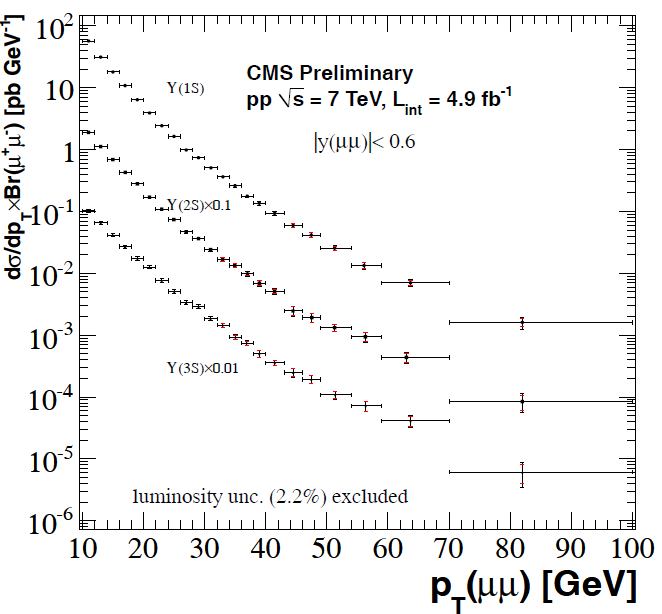 dσ/dp_T×Br(μ⁺μ⁻) [pb GeV⁻¹]
10²
10
1
10⁻¹
10⁻²
10⁻³
10⁻⁴
10⁻⁵
10⁻⁶
CMS Preliminary
pp √s = 7 TeV, L_int = 4.9 fb⁻¹
|y(μμ)|< 0.6
Υ(1S)
Υ(2S)×0.1
Υ(3S)×0.01
luminosity unc. (2.2%) excluded
10 20 30 40 50 60 70 80 90 100
p_T(μμ) [GeV]